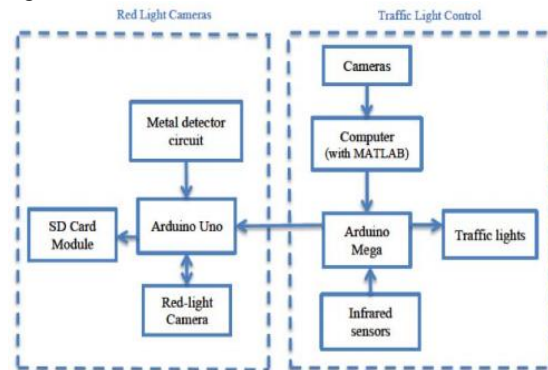 Red Light Cameras
Traffic Light Control
Cameras
Metal detector
circuit
Computer
(with MATLAB)
SD Card
Module
Arduino Uno
Arduino
Mega
Traffic lights
Red-light
Camera
Infrared
sensors